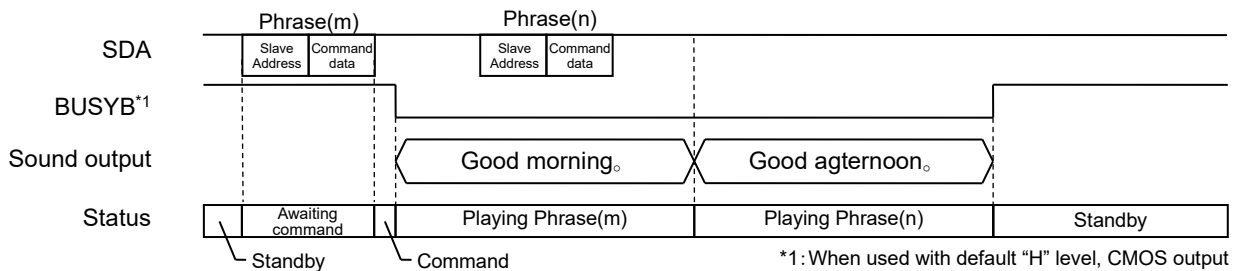 Phrase(m)
Phrase(n)
SDA
Slave Address
Command data
Slave Address
Command data
BUSYB*1
Sound output
Good morning。
Good agternoon。
Status
Awaiting command
Playing Phrase(m)
Playing Phrase(n)
Standby
Standby
Command
*1:When used with default “H” level, CMOS output